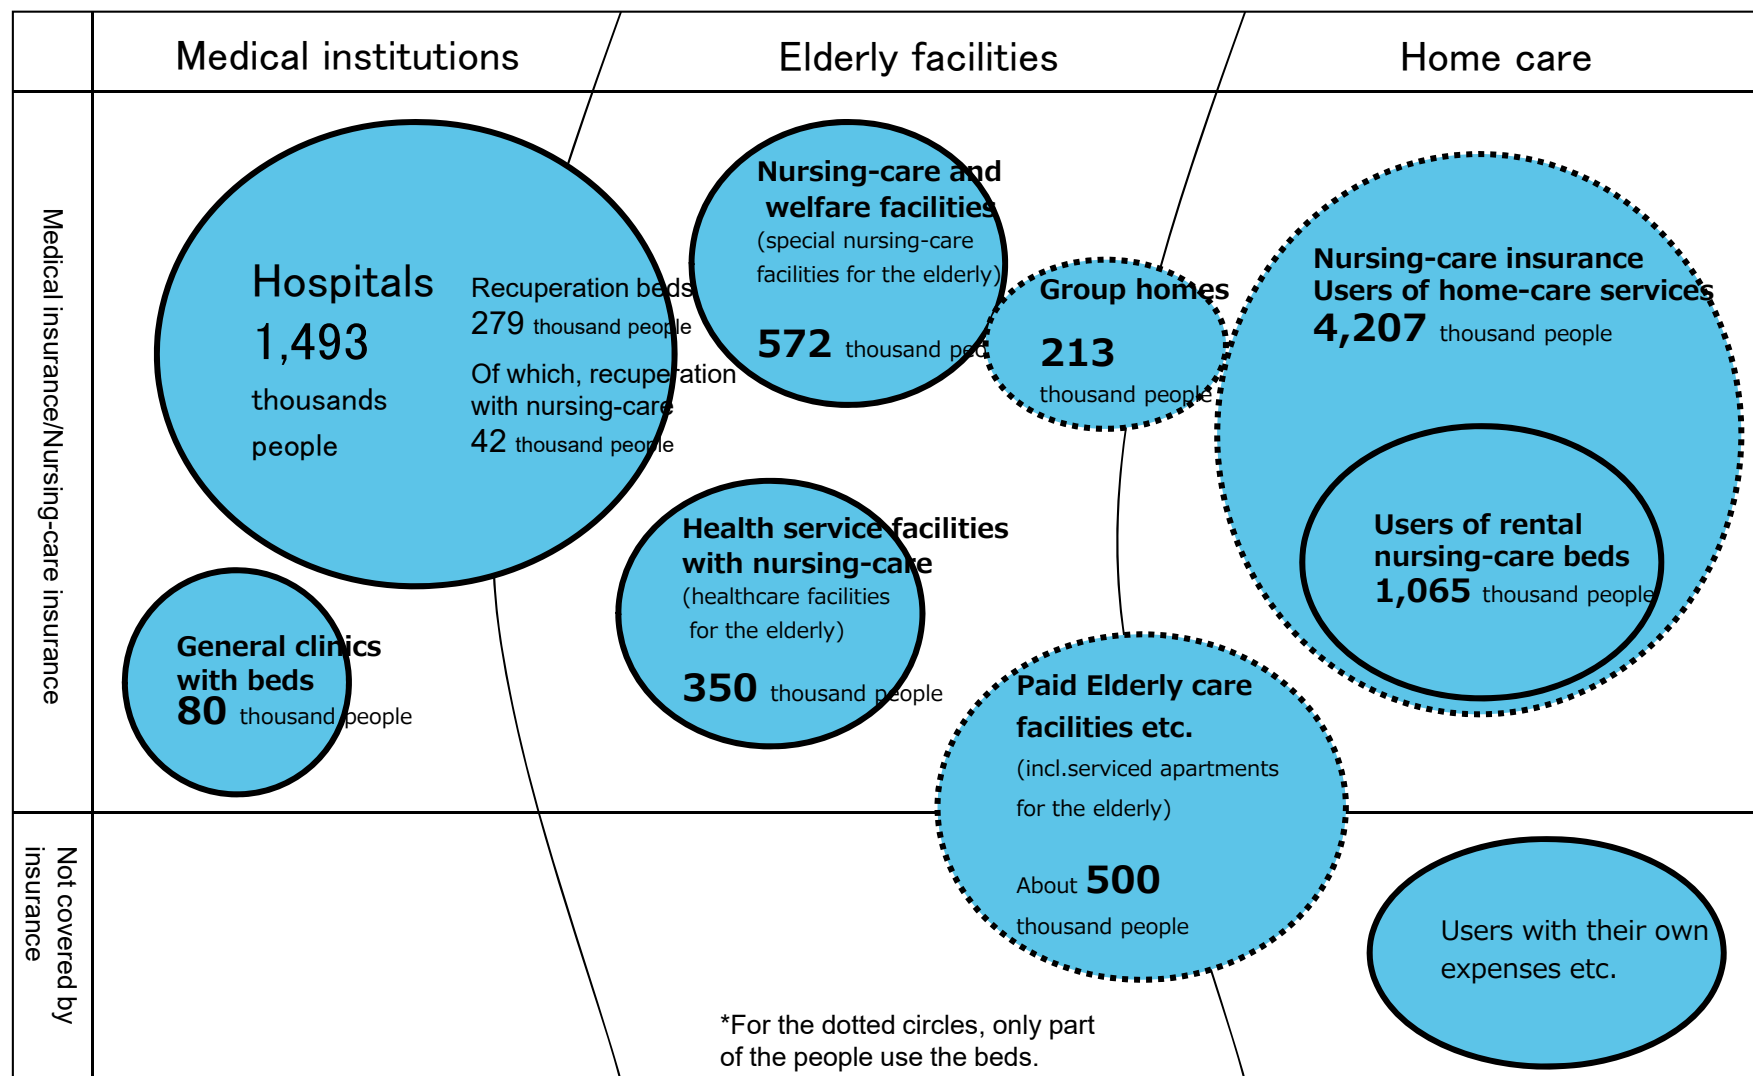 Medical institutions
Elderly facilities
Home care
Medical insurance/Nursing-care insurance
Hospitals
1,493
thousands
people
Recuperation beds
279 thousand people
Of which, recuperation
with nursing-care
42 thousand people
General clinics
with beds
80 thousand people
Nursing-care and
welfare facilities
(special nursing-care
facilities for the elderly)
572 thousand people
Group homes
213
thousand people
Health service facilities
with nursing-care
(healthcare facilities
for the elderly)
350 thousand people
Paid Elderly care
facilities etc.
(incl.serviced apartments
for the elderly)
About 500
thousand people
Nursing-care insurance
Users of home-care services
4,207 thousand people
Users of rental
nursing-care beds
1,065 thousand people
Not covered by
insurance
Users with their own
expenses etc.
*For the dotted circles, only part
of the people use the beds.